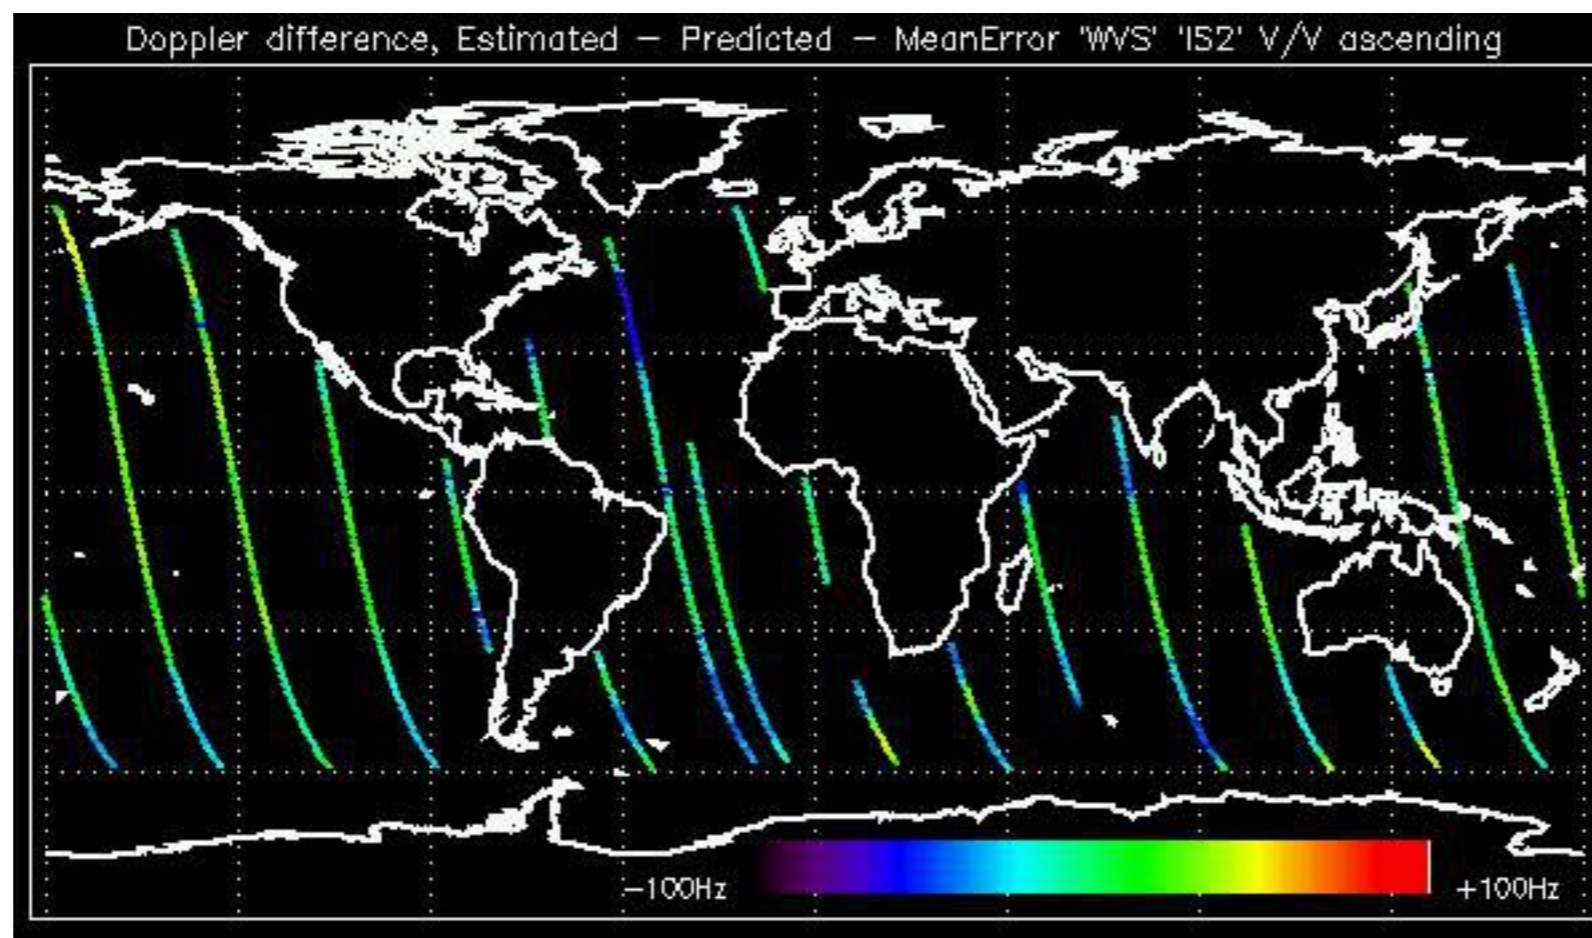 Doppler difference, Estimated – Predicted – MeanError 'WVS' 'IS2' V/V ascending
-100Hz
+100Hz